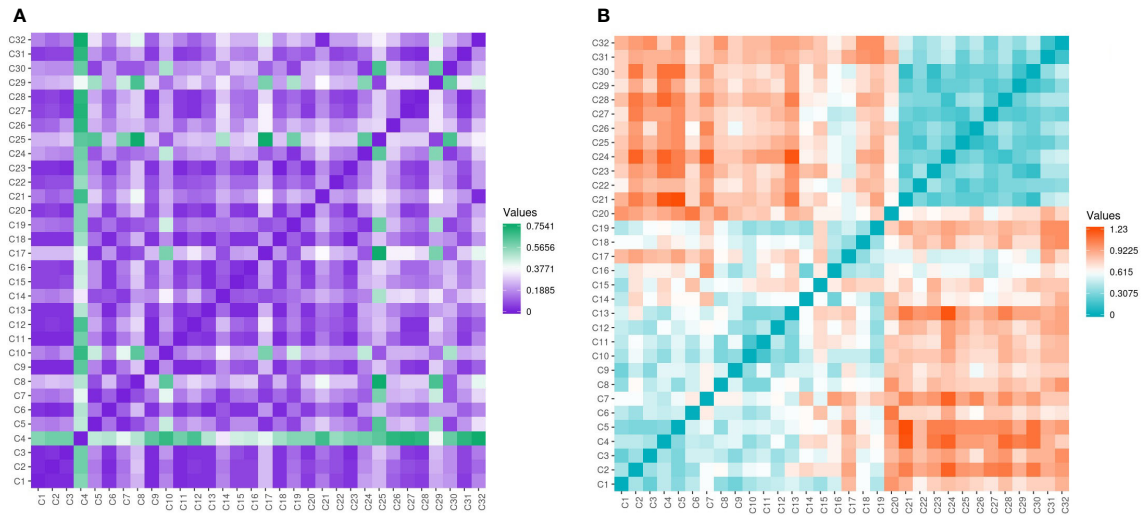 A
C32
C31
C30
C29
C28
C27
C26
C25
C24
C23
C22
C21
C20
C19
C18
C17
C16
C15
C14
C13
C12
C11
C10
C9
C8
C7
C6
C5
C4
C3
C2
C1
C1 C2 C3 C4 C5 C6 C7 C8 C9 C10 C11 C12 C13 C14 C15 C16 C17 C18 C19 C20 C21 C22 C23 C24 C25 C26 C27 C28 C29 C30 C31 C32
Values
0.7541
0.5656
0.3771
0.1885
0
B
C32
C31
C30
C29
C28
C27
C26
C25
C24
C23
C22
C21
C20
C19
C18
C17
C16
C15
C14
C13
C12
C11
C10
C9
C8
C7
C6
C5
C4
C3
C2
C1
C1 C2 C3 C4 C5 C6 C7 C8 C9 C10 C11 C12 C13 C14 C15 C16 C17 C18 C19 C20 C21 C22 C23 C24 C25 C26 C27 C28 C29 C30 C31 C32
Values
1.23
0.9225
0.615
0.3075
0